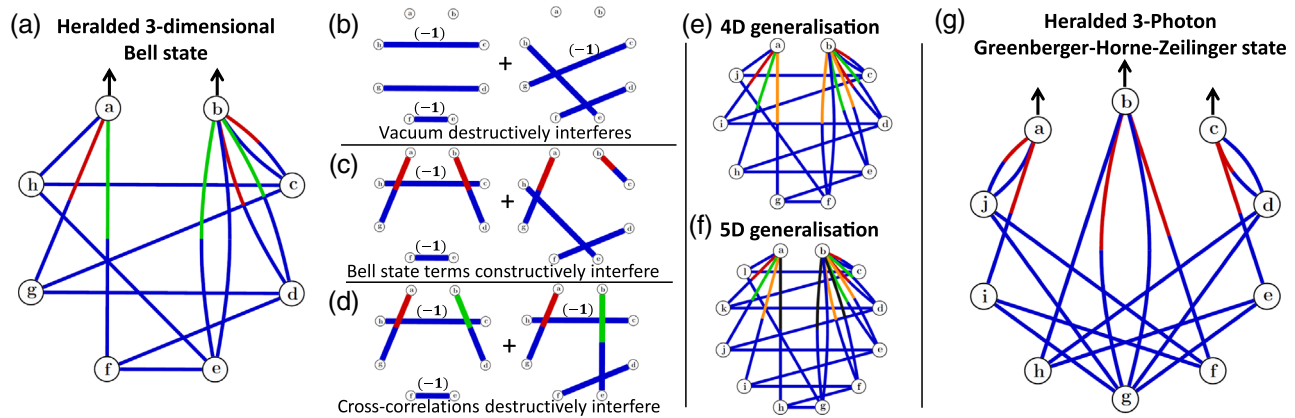 (a) Heralded 3-dimensional
Bell state
a
b
h
c
g
d
f
e
(b)
a b a b
h (−1) c h (−1) c
+
g d g d
f (−1) e f e
Vacuum destructively interferes
(c)
a b a b
h (−1) c h c
+
g d g d
f (−1) e f e
Bell state terms constructively interfere
(d)
a b a b
h (−1) c h (−1) c
+
g d g d
f (−1) e f e
Cross-correlations destructively interfere
(e) 4D generalisation
a b
j c
i d
h e
g f
(f) 5D generalisation
a b
l c
k d
j e
i f
h g
(g) Heralded 3-Photon
Greenberger-Horne-Zeilinger state
b
a c
j d
i e
h f
g